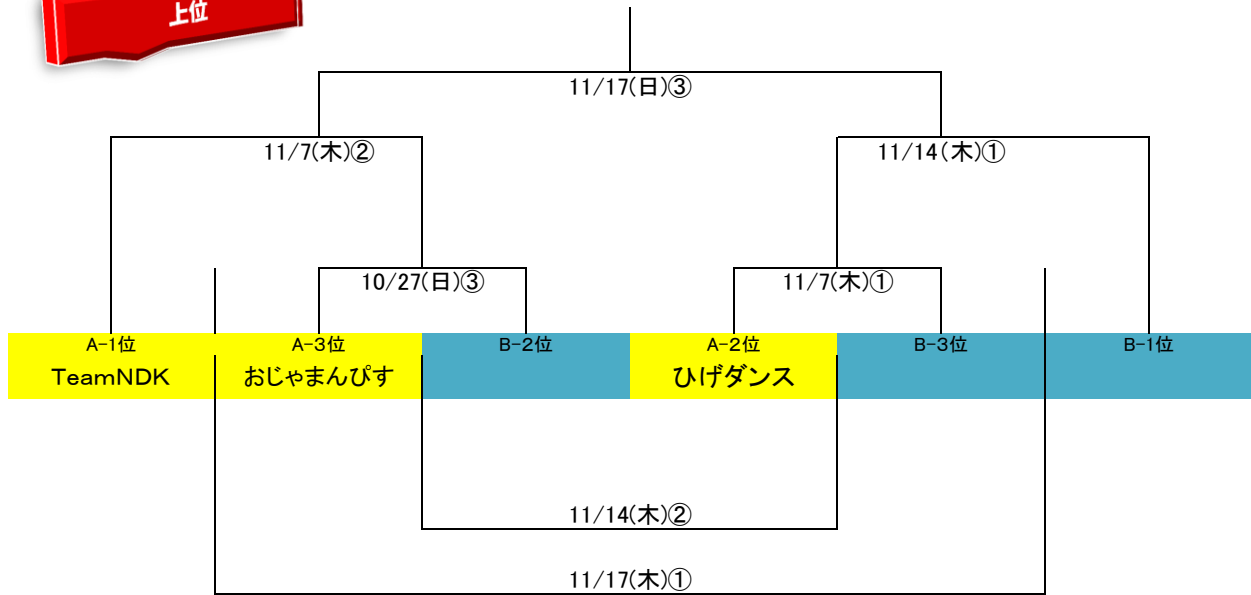 上位
11/17(日)③
11/7(木)②
11/14(木)①
10/27(日)③
11/7(木)①
A-1位
A-3位
B-2位
A-2位
B-3位
B-1位
TeamNDK
おじゃまんぴす
ひげダンス
11/14(木)②
11/17(木)①